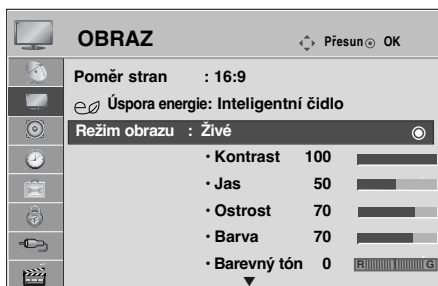 OBRAZ Přesun OK
Poměr stran : 16:9
Úspora energie: Inteligentní čidlo
Režim obrazu : Živé
• Kontrast 100
• Jas 50
• Ostrost 70
• Barva 70
• Barevný tón 0 R G